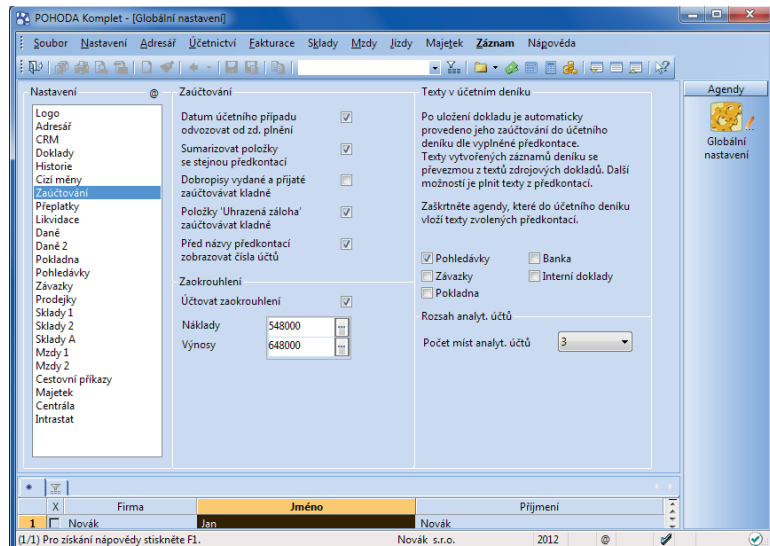 POHODA Komplet - [Globální nastavení]
Soubor Nastavení Adresář Účetnictví Fakturace Sklady Mzdy Jízdy Majetek Záznam Nápověda
Nastavení @
Logo
Adresář
CRM
Doklady
Historie
Cizí měny
Zaúčtování
Přeplatky
Likvidace
Daně
Daně 2
Pokladna
Pohledávky
Závazky
Prodejky
Sklady 1
Sklady 2
Sklady A
Mzdy 1
Mzdy 2
Cestovní příkazy
Majetek
Centrála
Intrastat
Zaúčtování
Datum účetního případu
odvozovat od zd. plnění
Sumarizovat položky
se stejnou předkontací
Dobropisy vydané a přijaté
zaúčtovávat kladně
Položky 'Uhrazená záloha'
zaúčtovávat kladně
Před názvy předkontací
zobrazovat čísla účtů
Zaokrouhlení
Účtovat zaokrouhlení
Náklady 548000
Výnosy 648000
Texty v účetním deníku
Po uložení dokladu je automaticky
provedeno jeho zaúčtování do účetního
deníku dle vyplněné předkontace.
Texty vytvořených záznamů deníku se
převezmou z textů zdrojových dokladů. Další
možností je plnit texty z předkontací.
Zaškrtněte agendy, které do účetního deníku
vloží texty zvolených předkontací.
Pohledávky Banka
Závazky Interní doklady
Pokladna
Rozsah analyt. účtů
Počet míst analyt. účtů 3
Agendy
Globální
nastavení
X Firma Jméno Příjmení
1 Novák Jan Novák
(1/1) Pro získání nápovědy stiskněte F1. Novák s.r.o. 2012 @